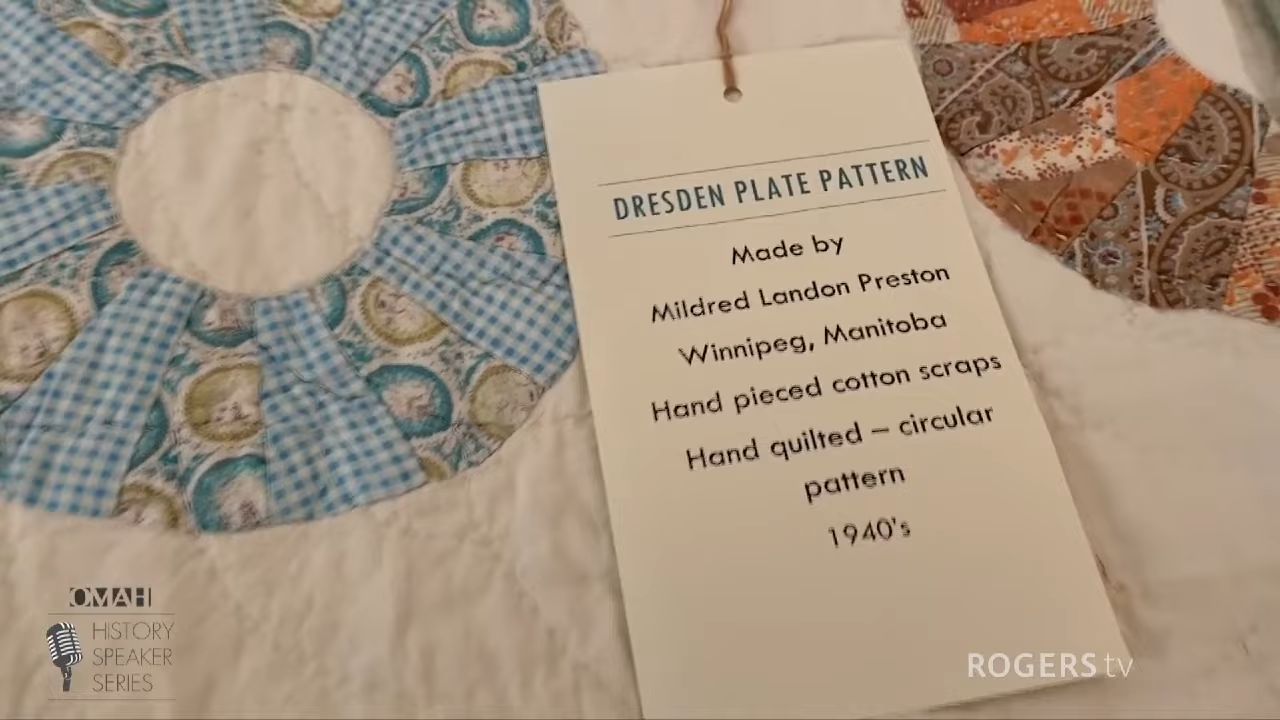 DRESDEN PLATE PATTERN
Made by
Mildred Landon Preston
Winnipeg, Manitoba
Hand pieced cotton scraps
Hand quilted – circular
pattern
1940's
OMAH
HISTORY
SPEAKER
SERIES
ROGERS tv